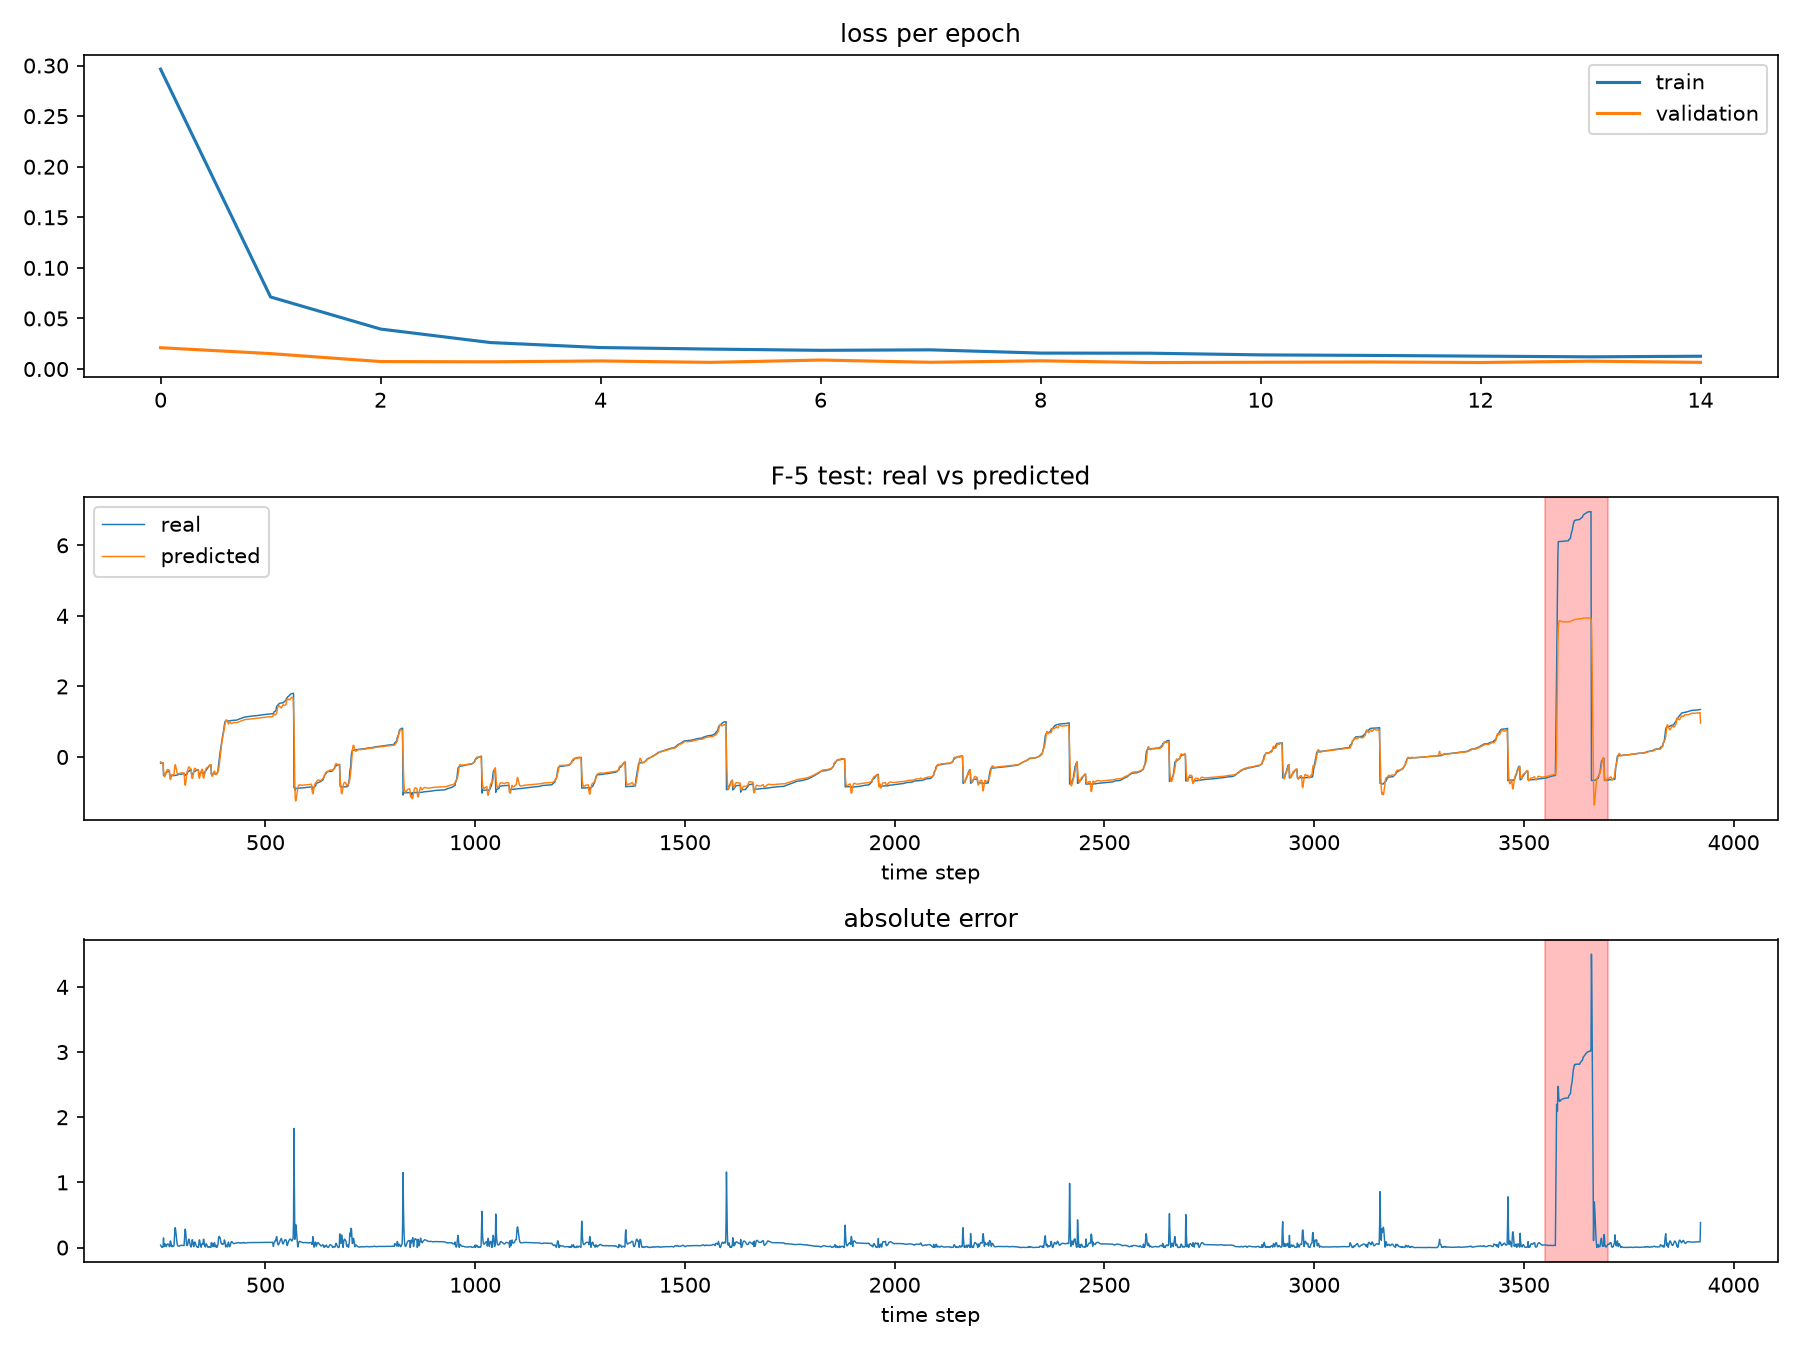 loss per epoch
0.30
0.25
0.20
0.15
0.10
0.05
0.00
train
validation
0 2 4 6 8 10 12 14
F-5 test: real vs predicted
real
predicted
6
4
2
0
500 1000 1500 2000 2500 3000 3500 4000
time step
absolute error
4
3
2
1
0
500 1000 1500 2000 2500 3000 3500 4000
time step